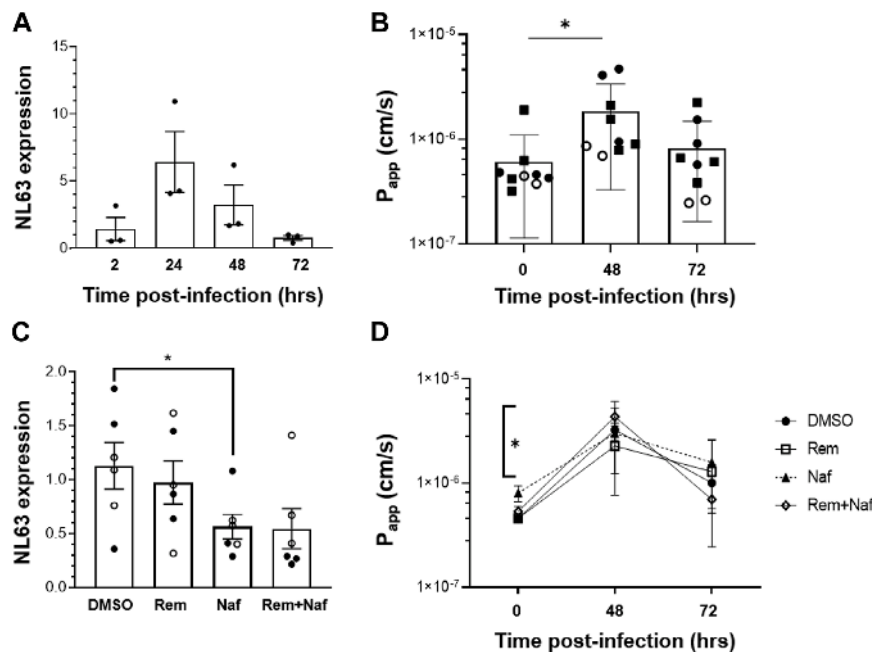 A
NL63 expression
15
10
5
0
2 24 48 72
Time post-infection (hrs)
B
*
Papp (cm/s)
1×10-5
1×10-6
1×10-7
0 48 72
Time post-infection (hrs)
C
*
NL63 expression
2.0
1.5
1.0
0.5
0.0
DMSO Rem Naf Rem+Naf
D
*
Papp (cm/s)
1×10-5
1×10-6
1×10-7
0 48 72
Time post-infection (hrs)
DMSO
Rem
Naf
Rem+Naf